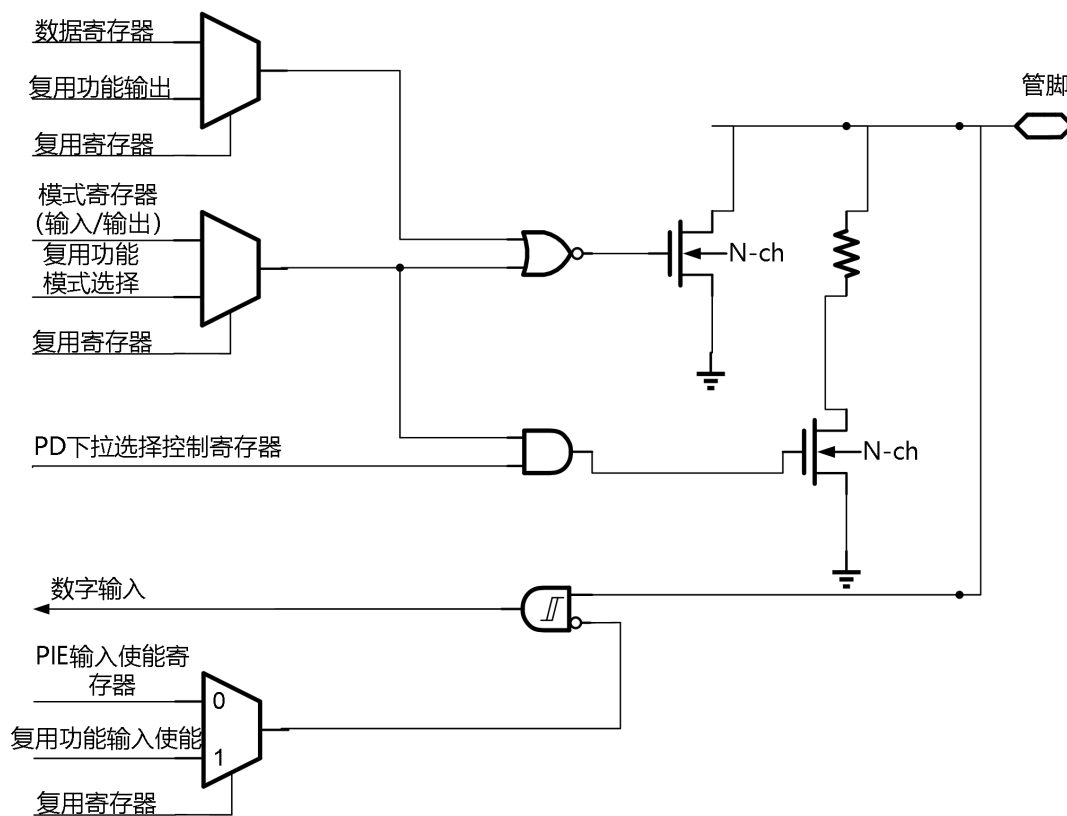 数据寄存器
管脚
复用功能输出
复用寄存器
模式寄存器
(输入/输出)
复用功能
模式选择
N-ch
复用寄存器
PD下拉选择控制寄存器
N-ch
数字输入
PIE输入使能寄
存器
0
复用功能输入使能
1
复用寄存器